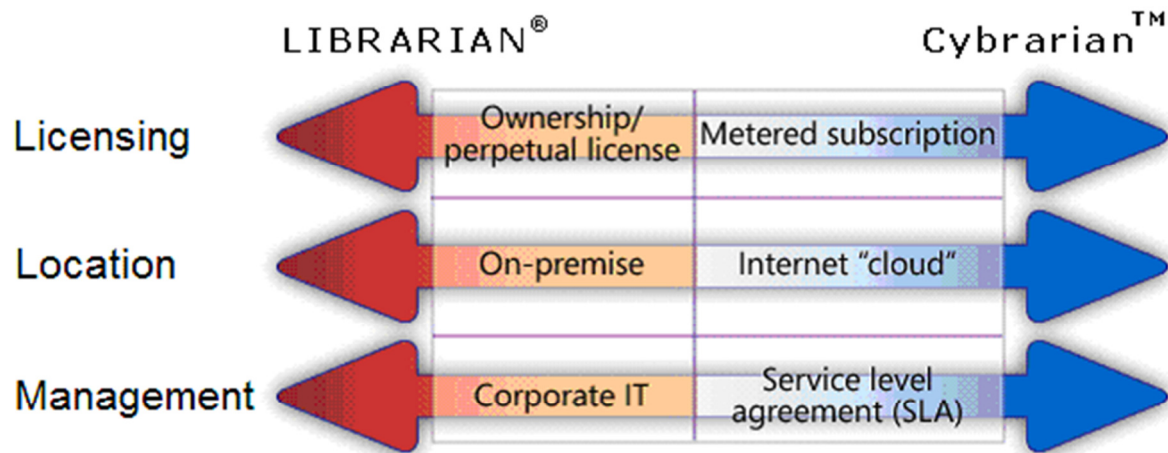 LIBRARIAN® Cybrarian™
Licensing
Ownership/
perpetual license
Metered subscription
Location
On-premise
Internet “cloud”
Management
Corporate IT
Service level
agreement (SLA)